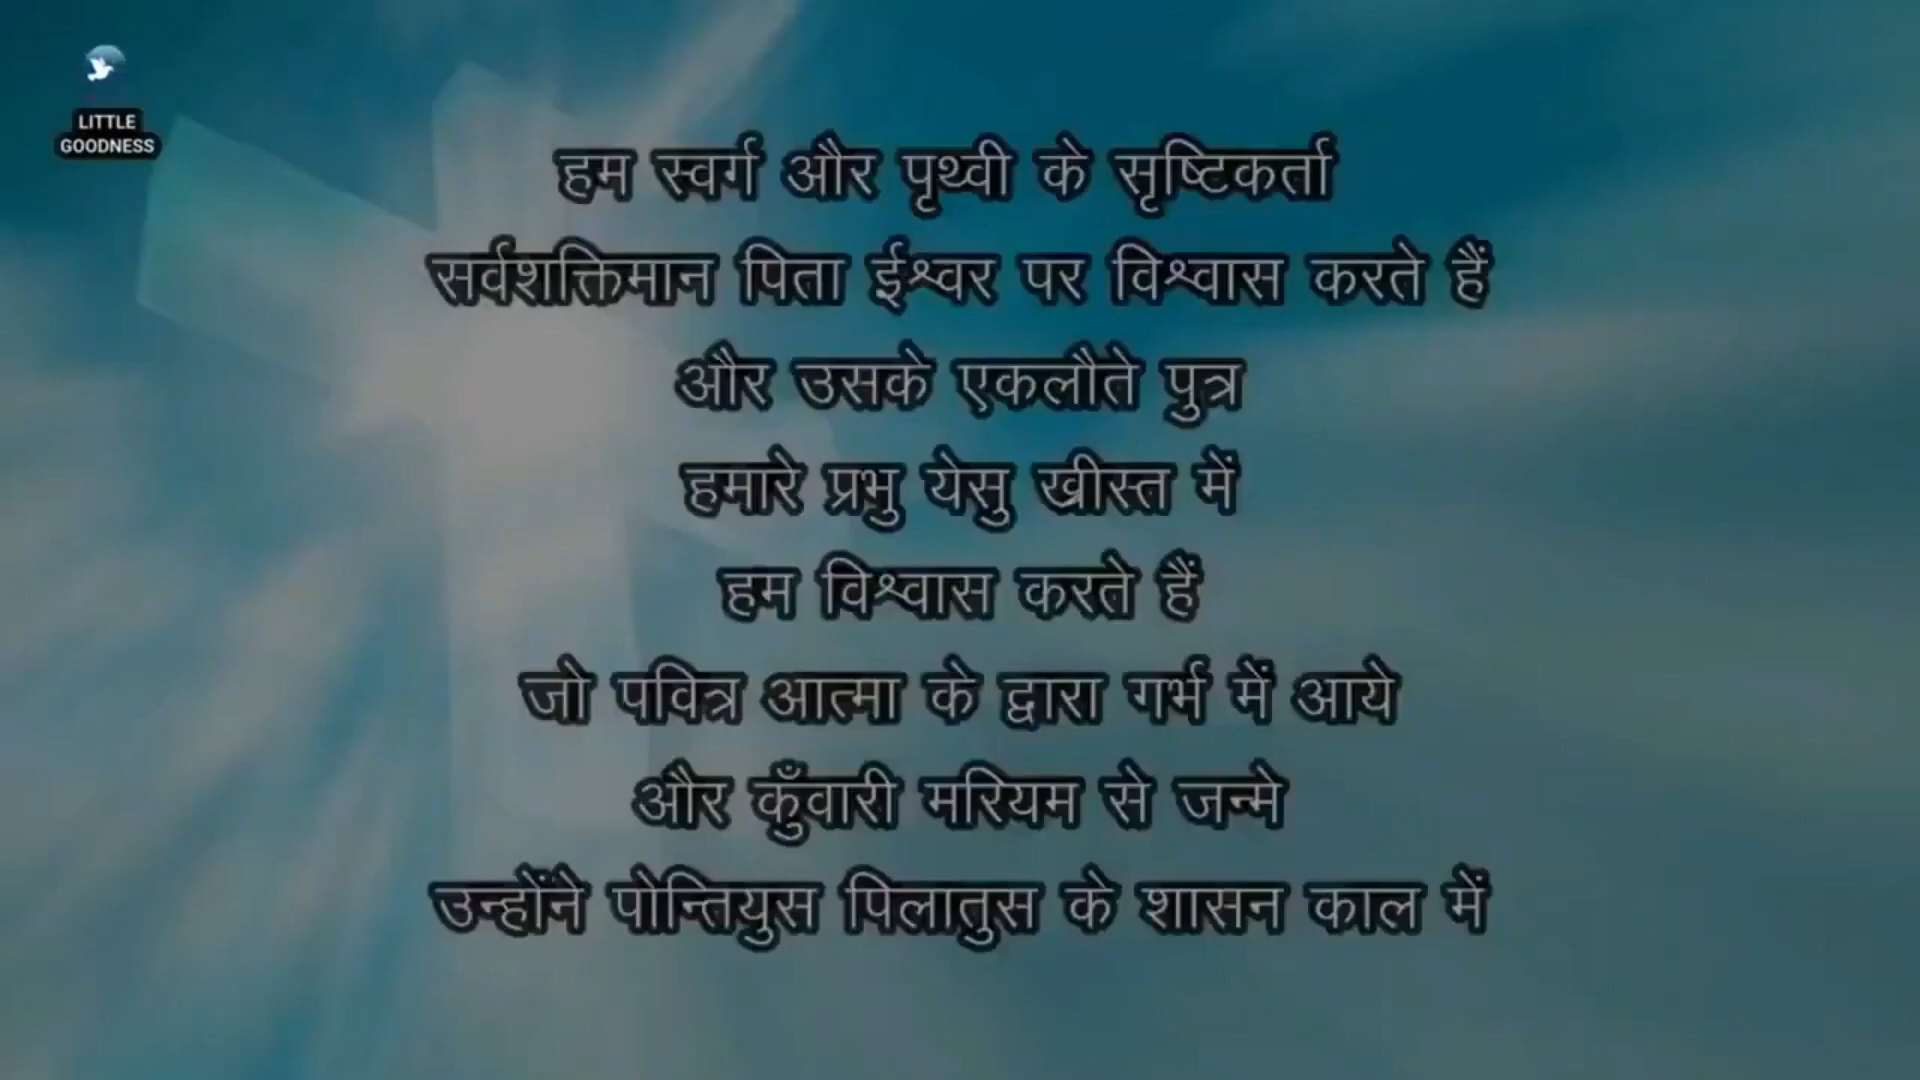 LITTLE
GOODNESS
हम स्वर्ग और पृथ्वी के सृष्टिकर्ता
सर्वशक्तिमान पिता ईश्वर पर विश्वास करते हैं
और उसके एकलौते पुत्र
हमारे प्रभु येसु ख्रीस्त में
हम विश्वास करते हैं
जो पवित्र आत्मा के द्वारा गर्भ में आये
और कुँवारी मरियम से जन्मे
उन्होंने पोन्तियुस पिलातुस के शासन काल में